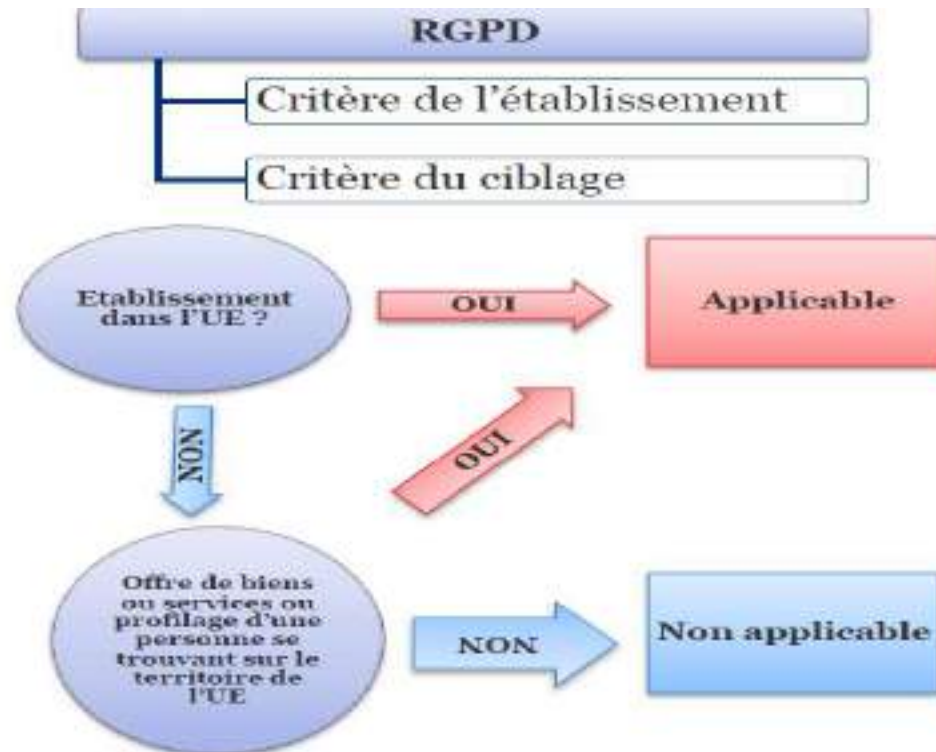 RGPD
Critère de l'établissement
Critère du ciblage
Etablissement
dans l'UE ?
OUI
Applicable
NON
OUI
Offre de biens
ou services ou
profilage d'une
personne se
trouvant sur le
territoire de
l'UE
NON
Non applicable